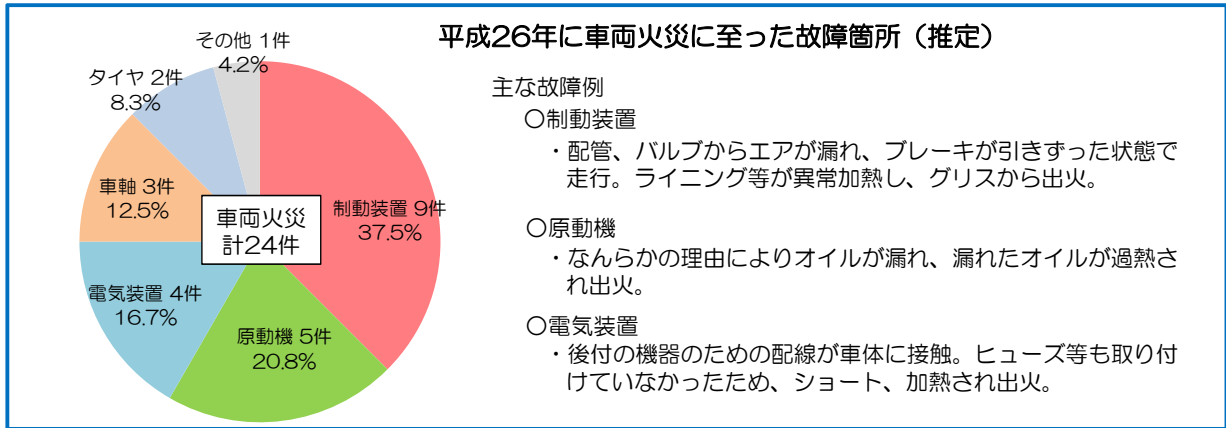 平成26年に車両火災に至った故障箇所（推定）
その他 1件
4.2%
タイヤ 2件
8.3%
車軸 3件
12.5%
電気装置 4件
16.7%
原動機 5件
20.8%
制動装置 9件
37.5%
車両火災
計24件
主な故障例
〇制動装置
・配管、バルブからエアが漏れ、ブレーキが引きずった状態で
走行。ライニング等が異常加熱し、グリスから出火。
〇原動機
・なんらかの理由によりオイルが漏れ、漏れたオイルが過熱さ
れ出火。
〇電気装置
・後付の機器のための配線が車体に接触。ヒューズ等も取り付
けていなかったため、ショート、加熱され出火。